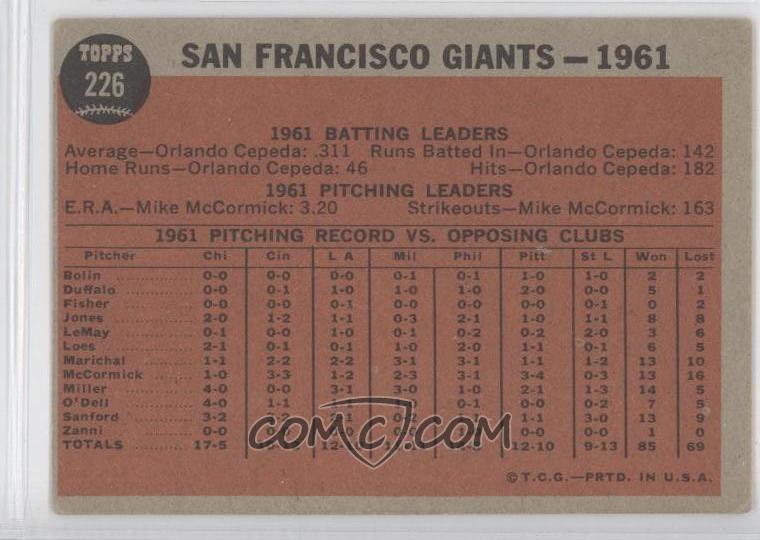 TOPPS
226
SAN FRANCISCO GIANTS — 1961
1961 BATTING LEADERS
Average—Orlando Cepeda: .311 Runs Batted In—Orlando Cepeda: 142
Home Runs—Orlando Cepeda: 46 Hits—Orlando Cepeda: 182
1961 PITCHING LEADERS
E.R.A.—Mike McCormick: 3.20 Strikeouts—Mike McCormick: 163
1961 PITCHING RECORD VS. OPPOSING CLUBS
Pitcher Chi Cin L A Mil Phil Pitt St L Won Lost
Bolin 0-0 0-0 0-0 0-1 0-1 1-0 1-0 2 2
Duffalo 0-0 0-1 1-0 1-0 1-0 2-0 0-0 5 1
Fisher 0-0 0-0 0-1 0-0 0-0 0-0 0-1 0 2
Jones 2-0 1-2 1-1 0-3 2-1 1-0 1-1 8 8
LeMay 0-1 0-0 1-0 0-1 0-2 0-2 2-0 3 6
Loes 2-1 0-1 0-1 1-0 2-0 1-1 0-1 6 5
Marichal 1-1 2-2 2-2 3-1 3-1 1-1 1-2 13 10
McCormick 1-0 3-3 1-2 2-3 3-1 3-4 0-3 13 16
Miller 4-0 0-0 3-1 3-0 1-0 2-1 1-3 14 5
O'Dell 4-0 1-1 0-1 0-0 0-2 7 5
Sanford 3-2 1-1 1-1 3-0 13 9
Zanni 0-0 0-0 0-0 0-0 1 0
TOTALS 17-5 12-10 9-13 85 69
COMC.COM
©T.C.G.—PRTD. IN U.S.A.